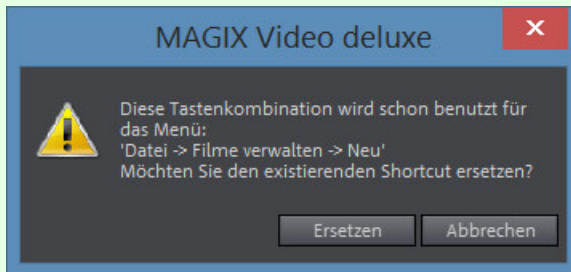 MAGIX Video deluxe
Diese Tastenkombination wird schon benutzt für
das Menü:
'Datei -> Filme verwalten -> Neu'
Möchten Sie den existierenden Shortcut ersetzen?
Ersetzen
Abbrechen